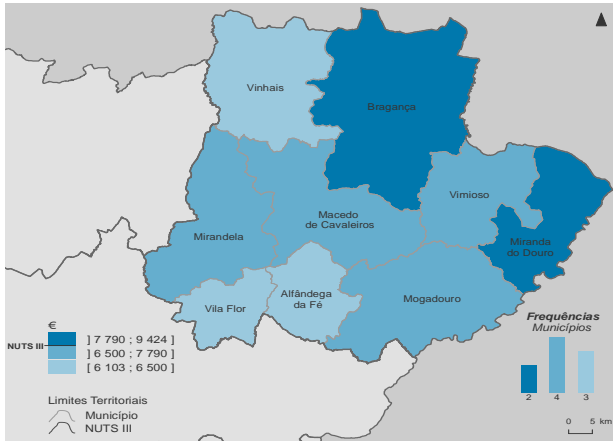 Vinhais
Bragança
Vimioso
Macedo
de Cavaleiros
Mirandela
Miranda
do Douro
Alfândega
da Fé
Mogadouro
Vila Flor
€
] 7 790 ; 9 424 ]
NUTS III
] 6 500 ; 7 790 ]
[ 6 103 ; 6 500 ]
Limites Territoriais
Município
NUTS III
Frequências
Municípios
2 4 3
0 5 km